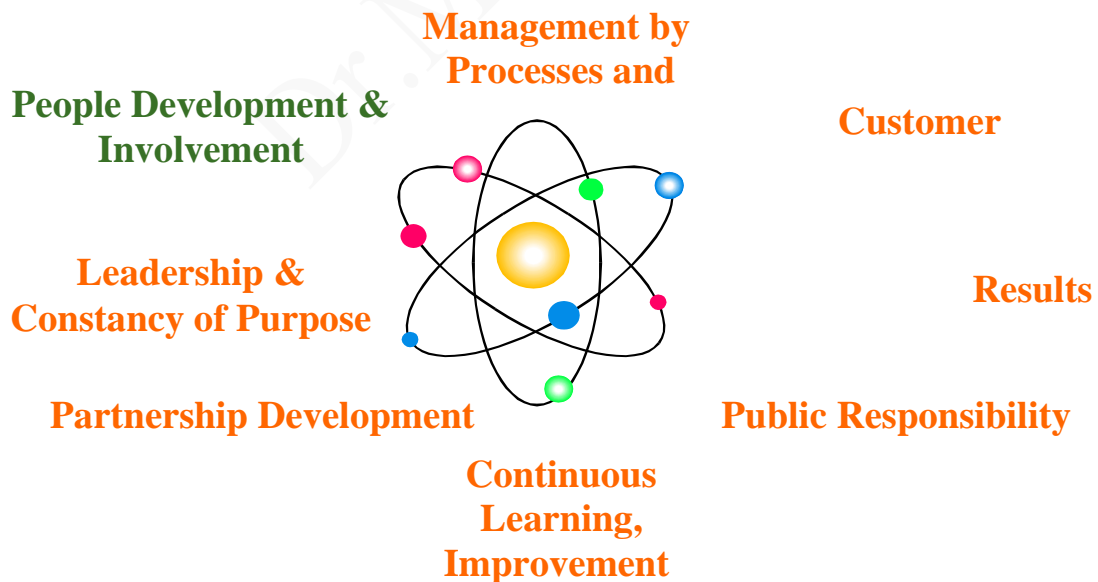 Management by
Processes and
People Development &
Involvement
Customer
Leadership &
Constancy of Purpose
Results
Partnership Development
Public Responsibility
Continuous
Learning,
Improvement